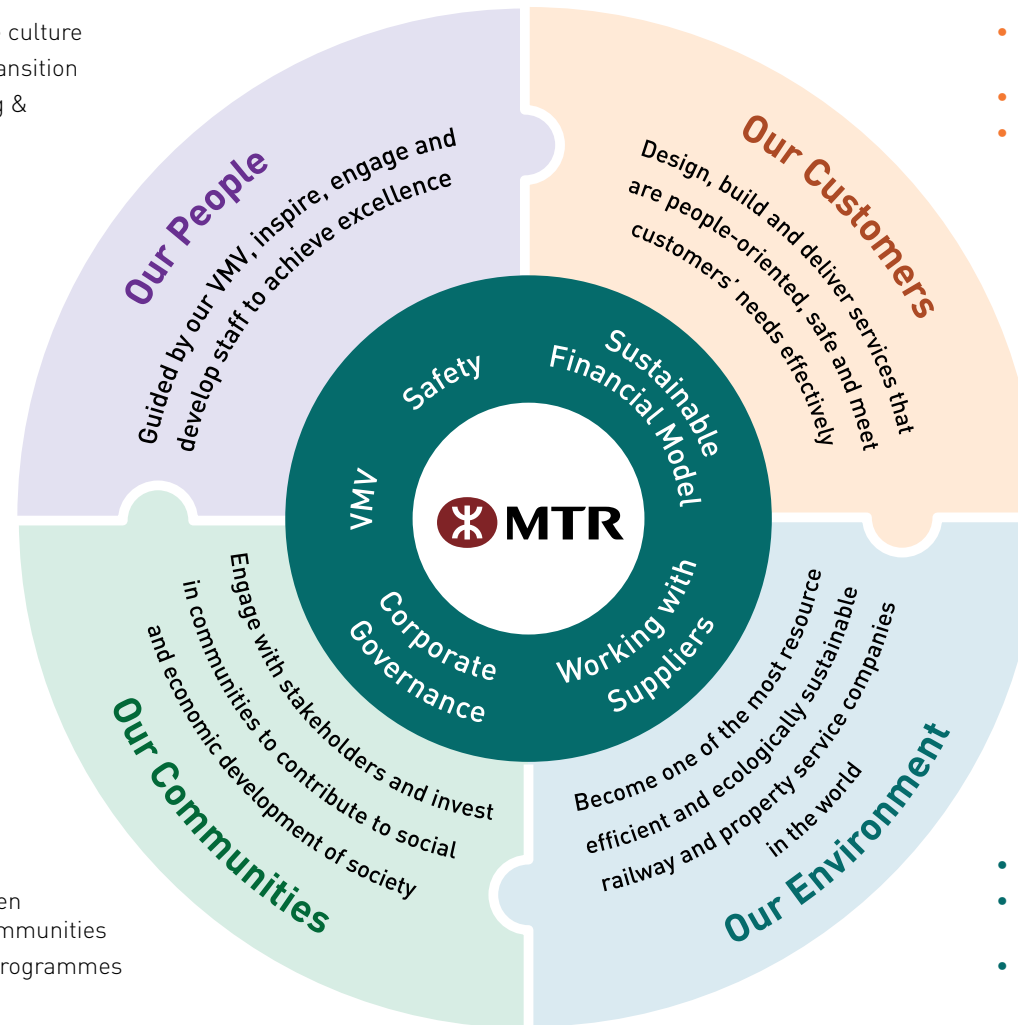 culture
ansition
&
Our People
Guided by our VMV, inspire, engage and
develop staff to achieve excellence
Our Customers
Design, build and deliver services that
are people-oriented, safe and meet
customers’ needs effectively
Safety
Sustainable
Financial Model
VMV
MTR
Corporate
Governance
Working with
Suppliers
Engage with stakeholders and invest
in communities to contribute to social
and economic development of society
Our Communities
Become one of the most resource
efficient and ecologically sustainable
railway and property service companies
in the world
Our Environment
en
mmunities
rogrammes